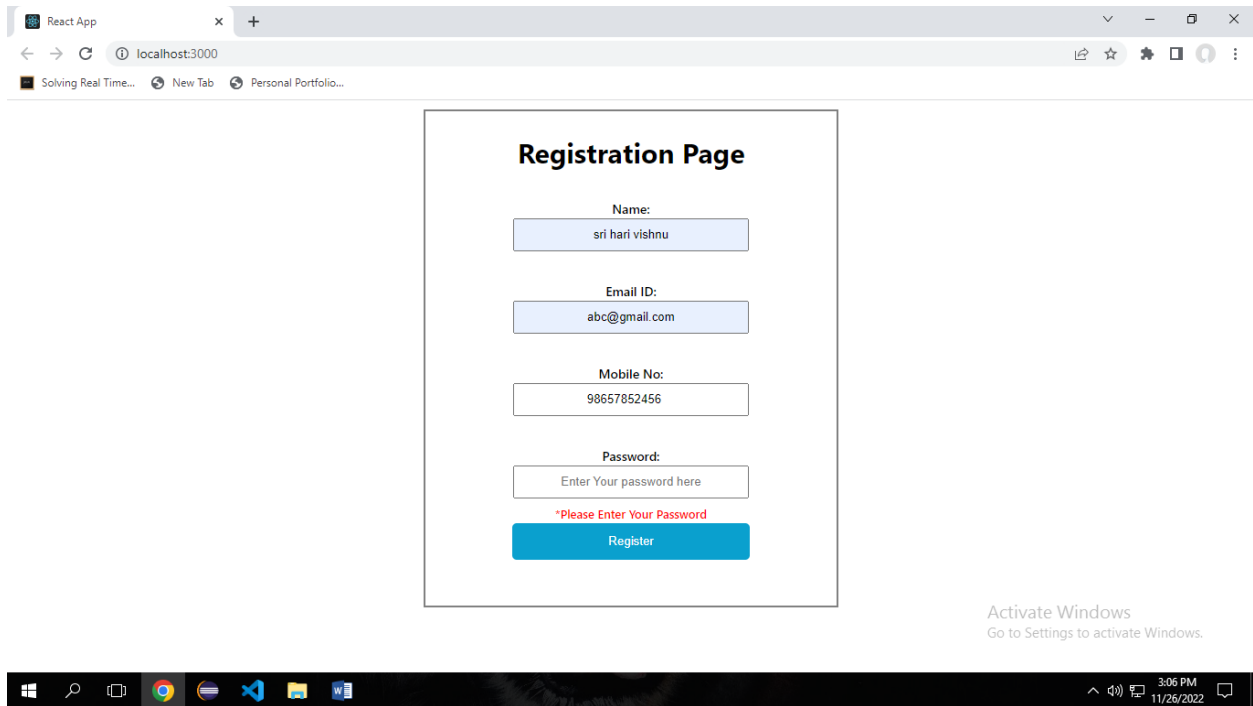 React App
localhost:3000
Solving Real Time...
New Tab
Personal Portfolio...
Registration Page
Name:
sri hari vishnu
Email ID:
abc@gmail.com
Mobile No:
98657852456
Password:
Enter Your password here
*Please Enter Your Password
Register
Activate Windows
Go to Settings to activate Windows.
3:06 PM
11/26/2022